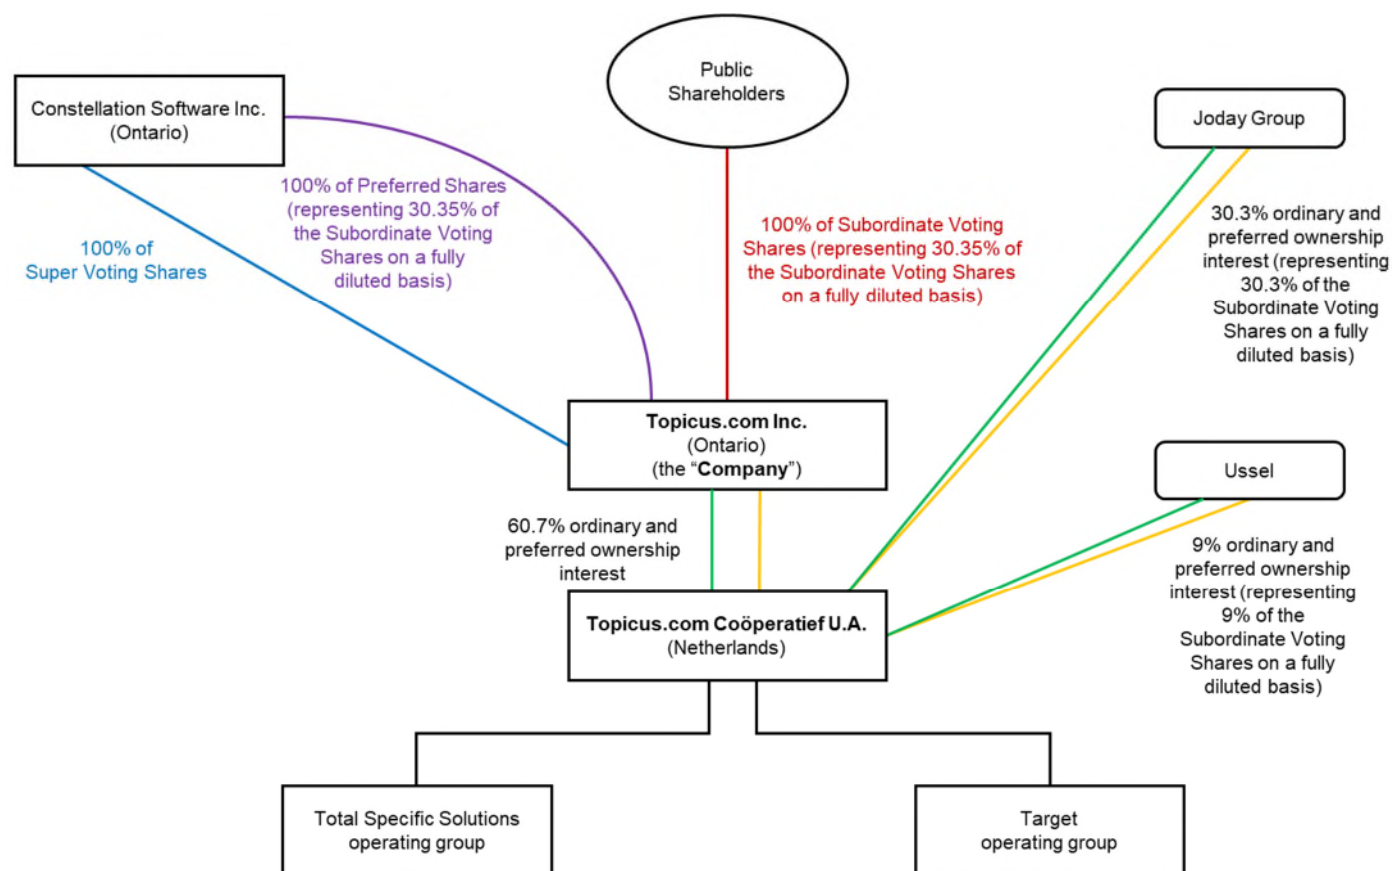 Public
Shareholders
Constellation Software Inc.
(Ontario)
Joday Group
100% of Preferred Shares
(representing 30.35% of
the Subordinate Voting
Shares on a fully
diluted basis)
100% of
Super Voting Shares
100% of Subordinate Voting
Shares (representing 30.35% of
the Subordinate Voting Shares
on a fully diluted basis)
30.3% ordinary and
preferred ownership
interest (representing
30.3% of the
Subordinate Voting
Shares on a fully
diluted basis)
Topicus.com Inc.
(Ontario)
(the “Company”)
Ussel
60.7% ordinary and
preferred ownership
interest
9% ordinary and
preferred ownership
interest (representing
9% of the
Subordinate Voting
Shares on a fully
diluted basis)
Topicus.com Coöperatief U.A.
(Netherlands)
Total Specific Solutions
operating group
Target
operating group